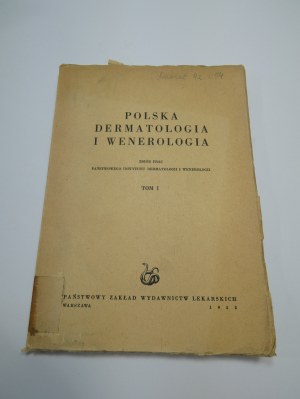 POLSKA
DERMATOLOGIA
I WENEROLOGIA
ZBIÓR PRAC
PAŃSTWOWEGO INSTYTUTU DERMATOLOGII I WENEROLOGII
TOM I
PAŃSTWOWY ZAKŁAD WYDAWNICTW LEKARSKICH
WARSZAWA